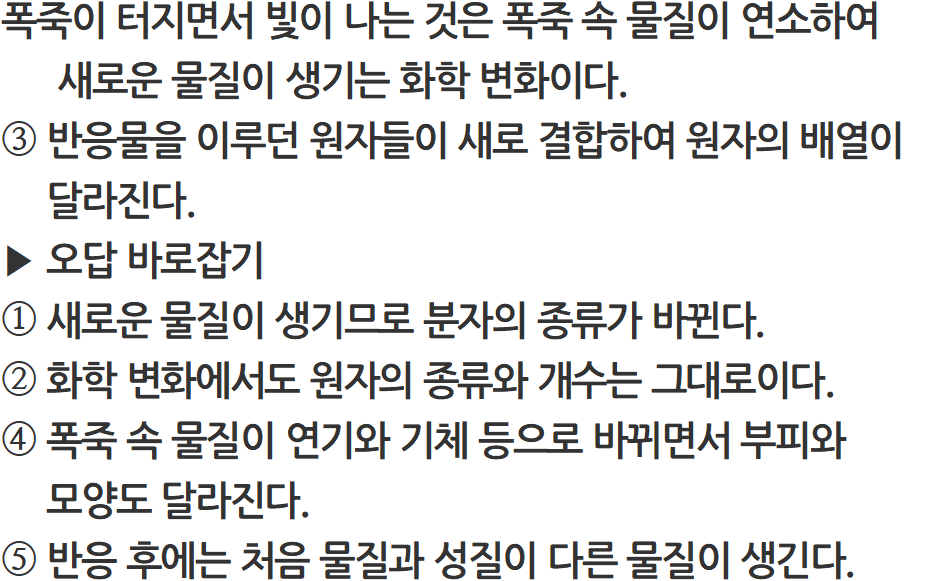 폭죽이 터지면서 빛이 나는 것은 폭죽 속 물질이 연소하여
새로운 물질이 생기는 화학 변화이다.
③ 반응물을 이루던 원자들이 새로 결합하여 원자의 배열이
달라진다.
▶ 오답 바로잡기
① 새로운 물질이 생기므로 분자의 종류가 바뀐다.
② 화학 변화에서도 원자의 종류와 개수는 그대로이다.
④ 폭죽 속 물질이 연기와 기체 등으로 바뀌면서 부피와
모양도 달라진다.
⑤ 반응 후에는 처음 물질과 성질이 다른 물질이 생긴다.